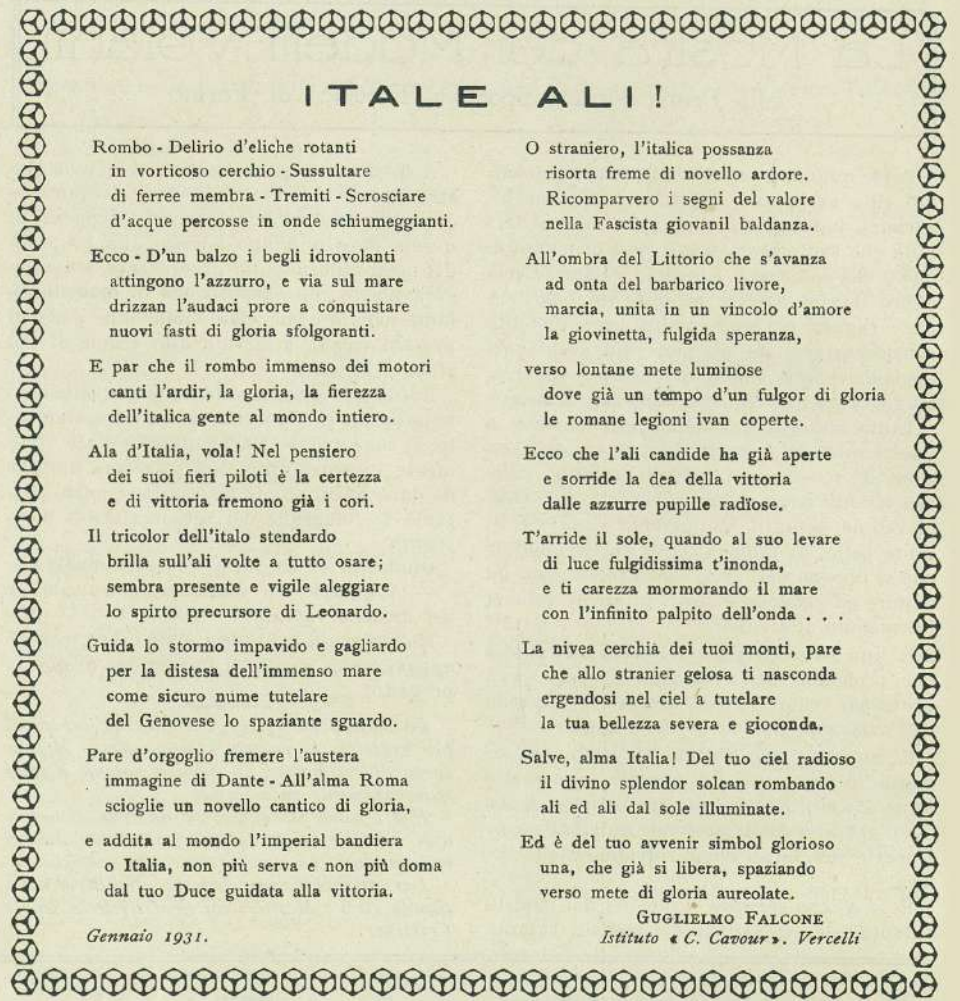 ITALE ALI!
Rombo - Delirio d'eliche rotanti
in vorticoso cerchio - Sussultare
di ferree membra - Tremiti - Scrosciare
d'acque percosse in onde schiumeggianti.
Ecco - D'un balzo i begli idrovolanti
attingono l'azzurro, e via sul mare
drizzan l'audaci prore a conquistare
nuovi fasti di gloria sfolgoranti.
E par che il rombo immenso dei motori
canti l'ardir, la gloria, la fierezza
dell'italica gente al mondo intiero.
Ala d'Italia, vola! Nel pensiero
dei suoi fieri piloti è la certezza
e di vittoria fremono già i cori.
Il tricolor dell'italo stendardo
brilla sull'ali volte a tutto osare;
sembra presente e vigile aleggiare
lo spirto precursore di Leonardo.
Guida lo stormo impavido e gagliardo
per la distesa dell'immenso mare
come sicuro nume tutelare
del Genovese lo spaziante sguardo.
Pare d'orgoglio fremere l'austera
immagine di Dante - All'alma Roma
scioglie un novello cantico di gloria,
e addita al mondo l'imperial bandiera
o Italia, non più serva e non più doma
dal tuo Duce guidata alla vittoria.
Gennaio 1931.
O straniero, l'italica possanza
risorta freme di novello ardore.
Ricomparvero i segni del valore
nella Fascista giovanil baldanza.
All'ombra del Littorio che s'avanza
ad onta del barbarico livore,
marcia, unita in un vincolo d'amore
la giovinetta, fulgida speranza,
verso lontane mete luminose
dove già un tempo d'un fulgor di gloria
le romane legioni ivan coperte.
Ecco che l'ali candide ha già aperte
e sorride la dea della vittoria
dalle azzurre pupille radïose.
T'arride il sole, quando al suo levare
di luce fulgidissima t'inonda,
e ti carezza mormorando il mare
con l'infinito palpito dell'onda . . .
La nivea cerchia dei tuoi monti, pare
che allo stranier gelosa ti nasconda
ergendosi nel ciel a tutelare
la tua bellezza severa e gioconda.
Salve, alma Italia! Del tuo ciel radioso
il divino splendor solcan rombando
ali ed ali dal sole illuminate.
Ed è del tuo avvenir simbol glorioso
una, che già si libera, spaziando
verso mete di gloria aureolate.
GUGLIELMO FALCONE
Istituto « C. Cavour ». Vercelli